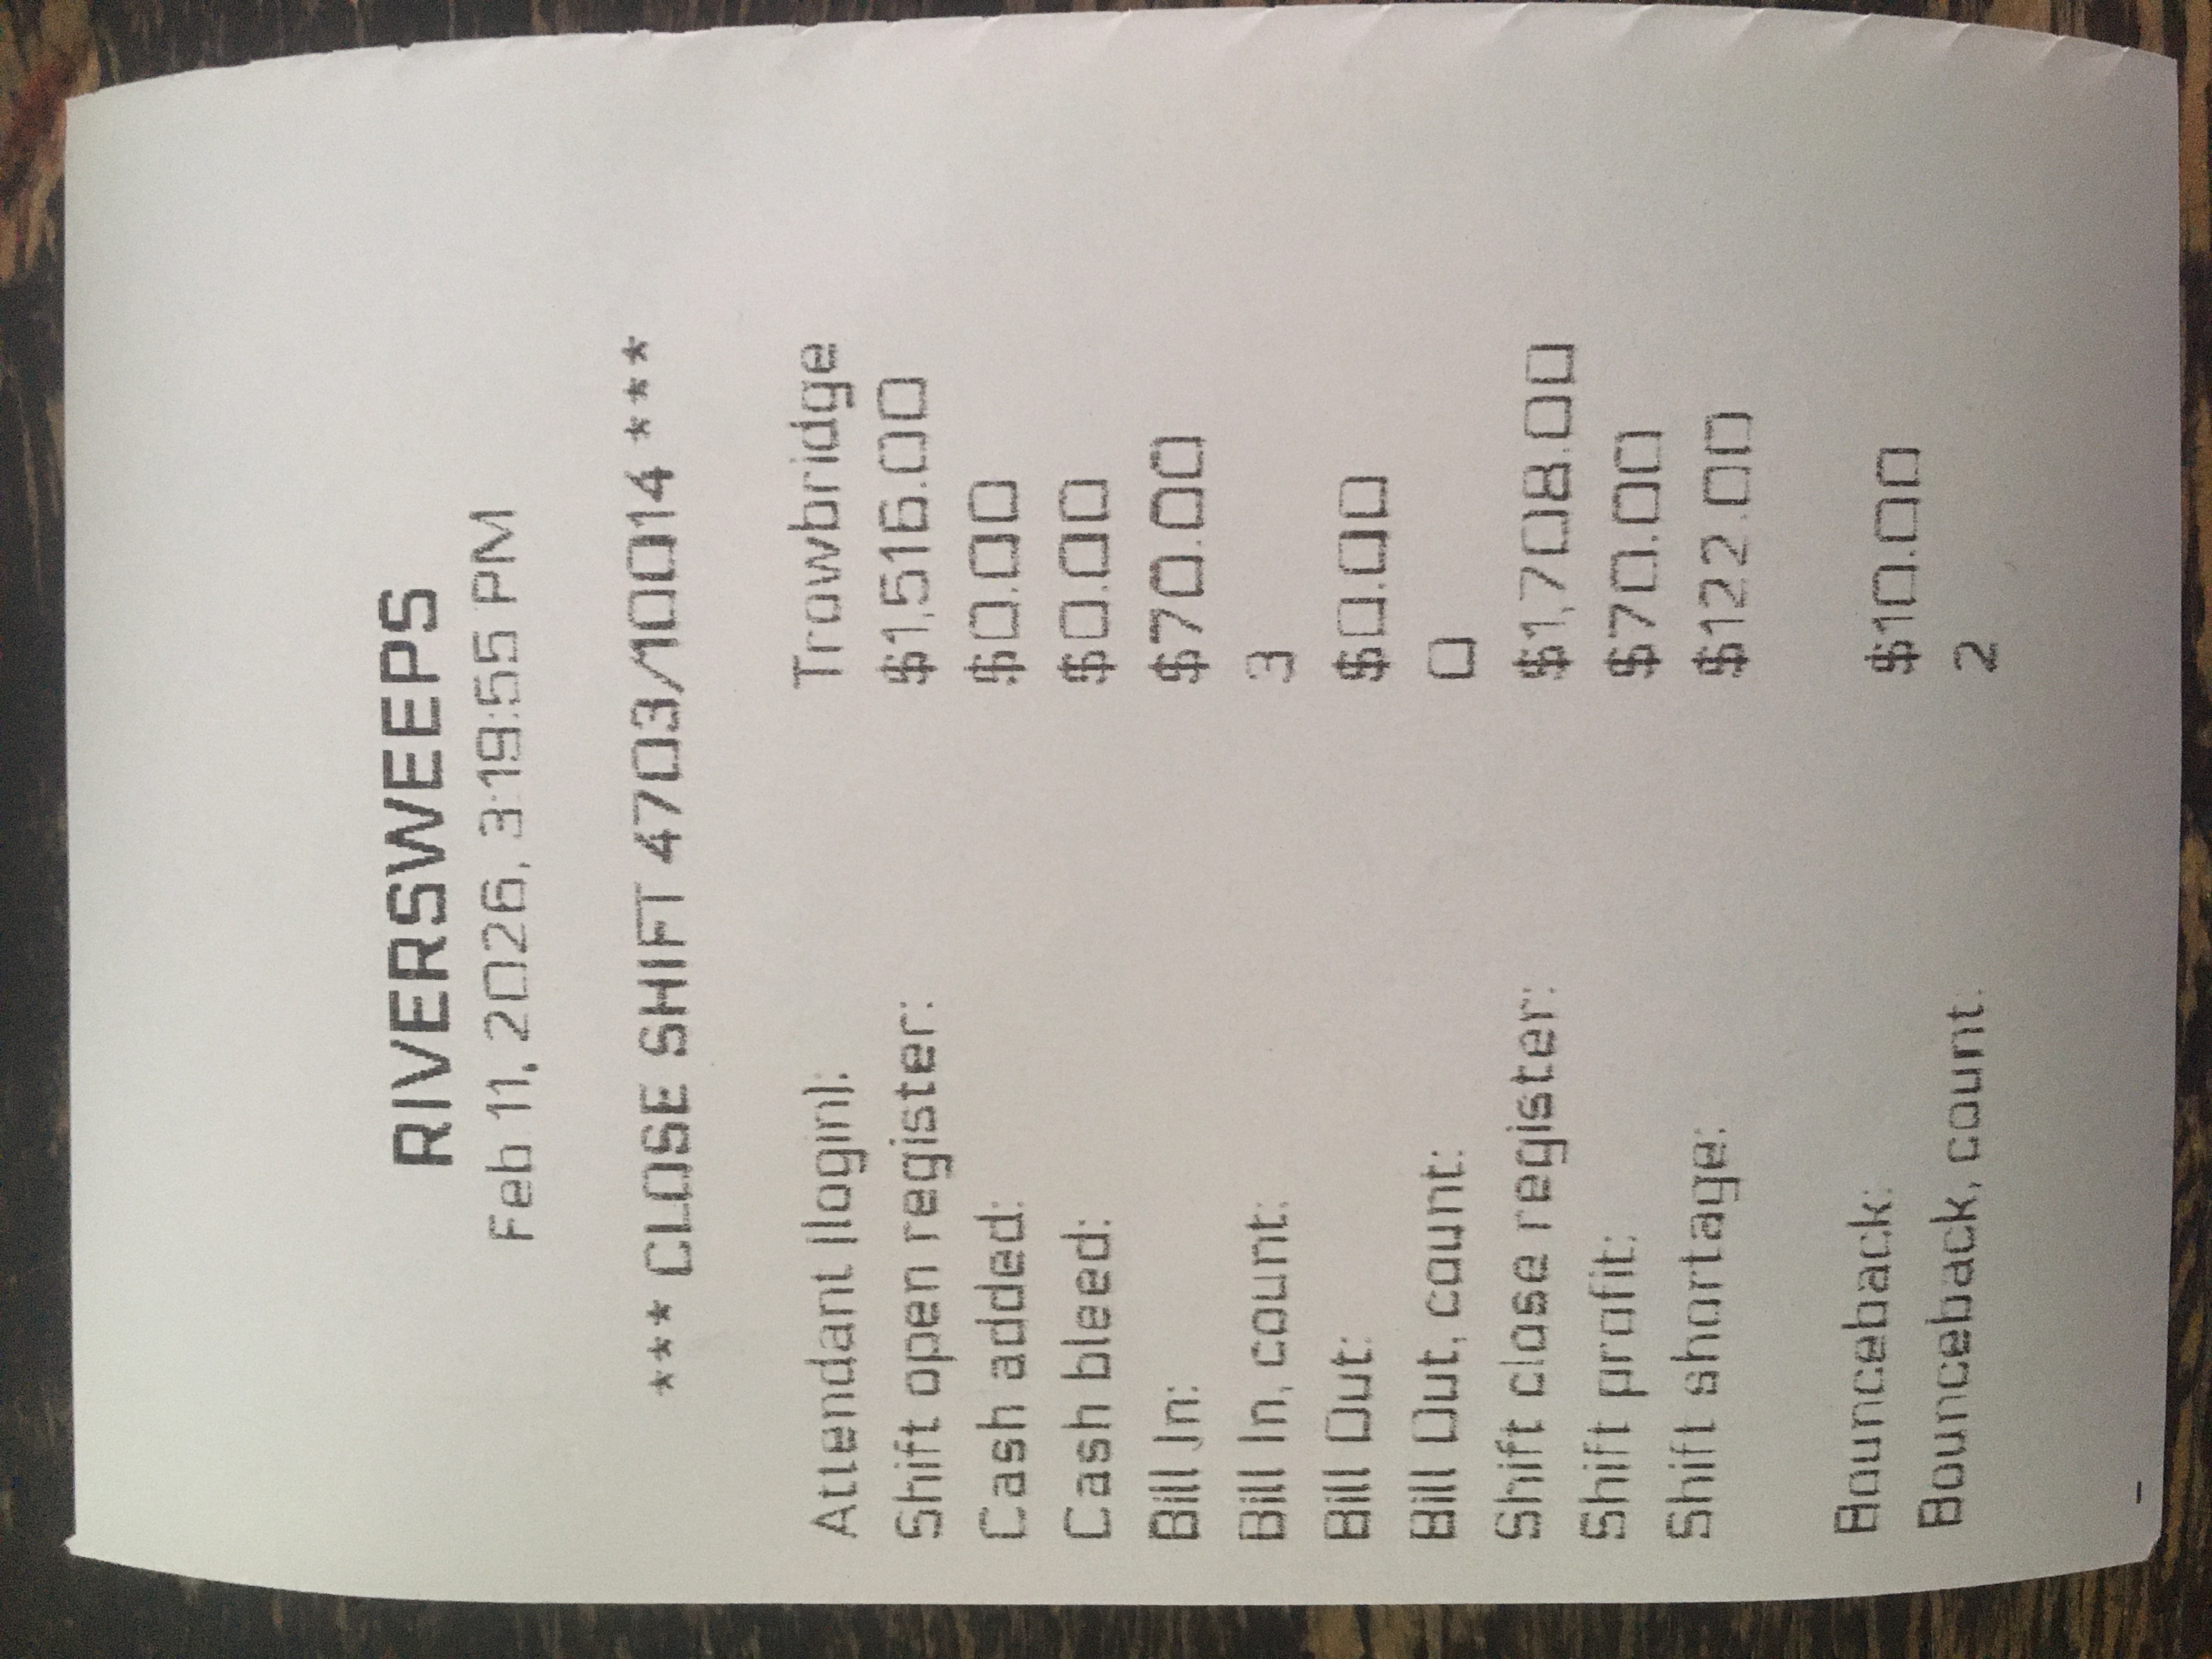 RIVERSWEEPS
Feb 11, 2026, 3:19:55 PM
*** CLOSE SHIFT 4703/10014 ***
Attendant (login): Trowbridge
Shift open register: $1,516.00
Cash added: $0.00
Cash bleed: $0.00
Bill In: $70.00
Bill In, count: 3
Bill Out: $0.00
Bill Out, count: 0
Shift close register: $1,708.00
Shift profit: $70.00
Shift shortage: $122.00
Bounceback: $10.00
Bounceback, count: 2